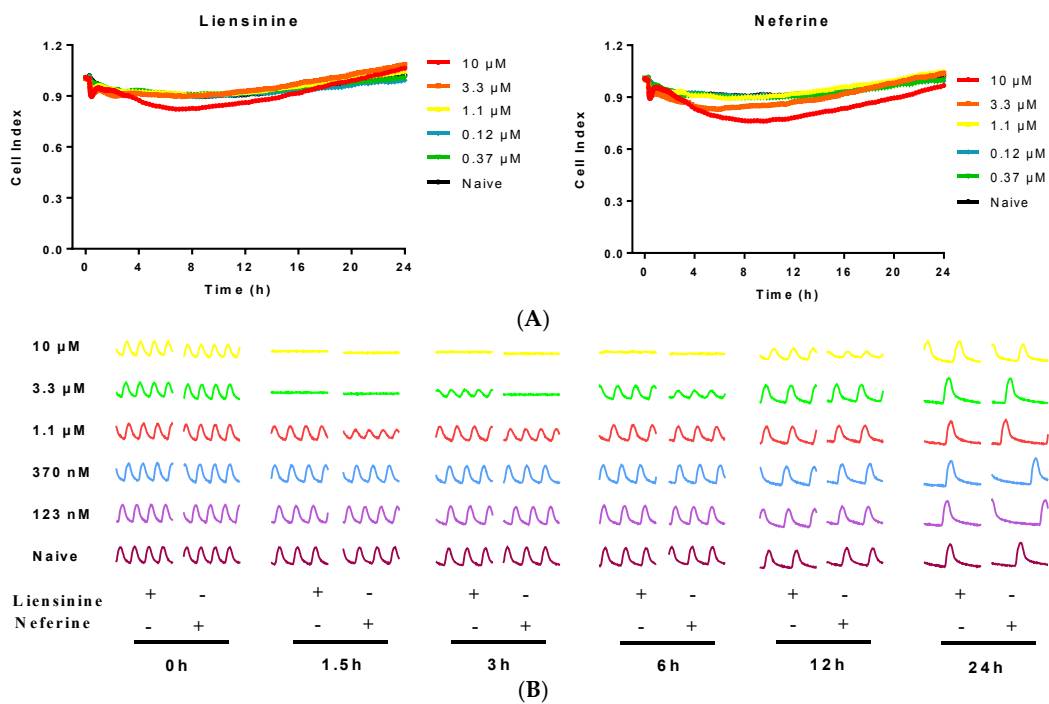 Liensinine
Cell Index
1.2
0.9
0.6
0.3
0.0
0 4 8 12 16 20 24
Time (h)
10 µM
3.3 µM
1.1 µM
0.12 µM
0.37 µM
Naive
Neferine
Cell Index
1.2
0.9
0.6
0.3
0.0
0 4 8 12 16 20 24
Time (h)
10 µM
3.3 µM
1.1 µM
0.12 µM
0.37 µM
Naive
(A)
10 µM
3.3 µM
1.1 µM
370 nM
123 nM
Naive
Liensinine + - + - + - + - + - + -
Neferine - + - + - + - + - + - +
0h 1.5h 3h 6h 12h 24h
(B)